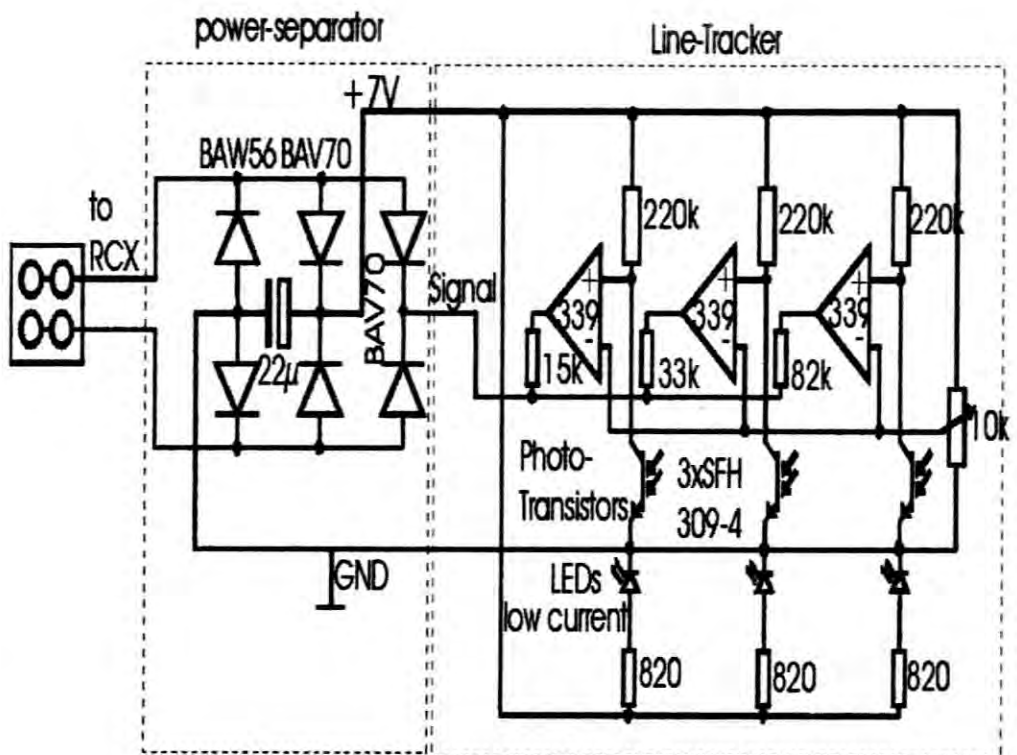 power-separator
Line-Tracker
+7V
BAW56 BAV70
to
RCX
BAV70
Signal
22µ
220k
220k
220k
+
339
-
+
339
-
+
339
-
15k
33k
82k
10k
Photo-
Transistors
3xSFH
309-4
GND
LEDs
low current
820
820
820